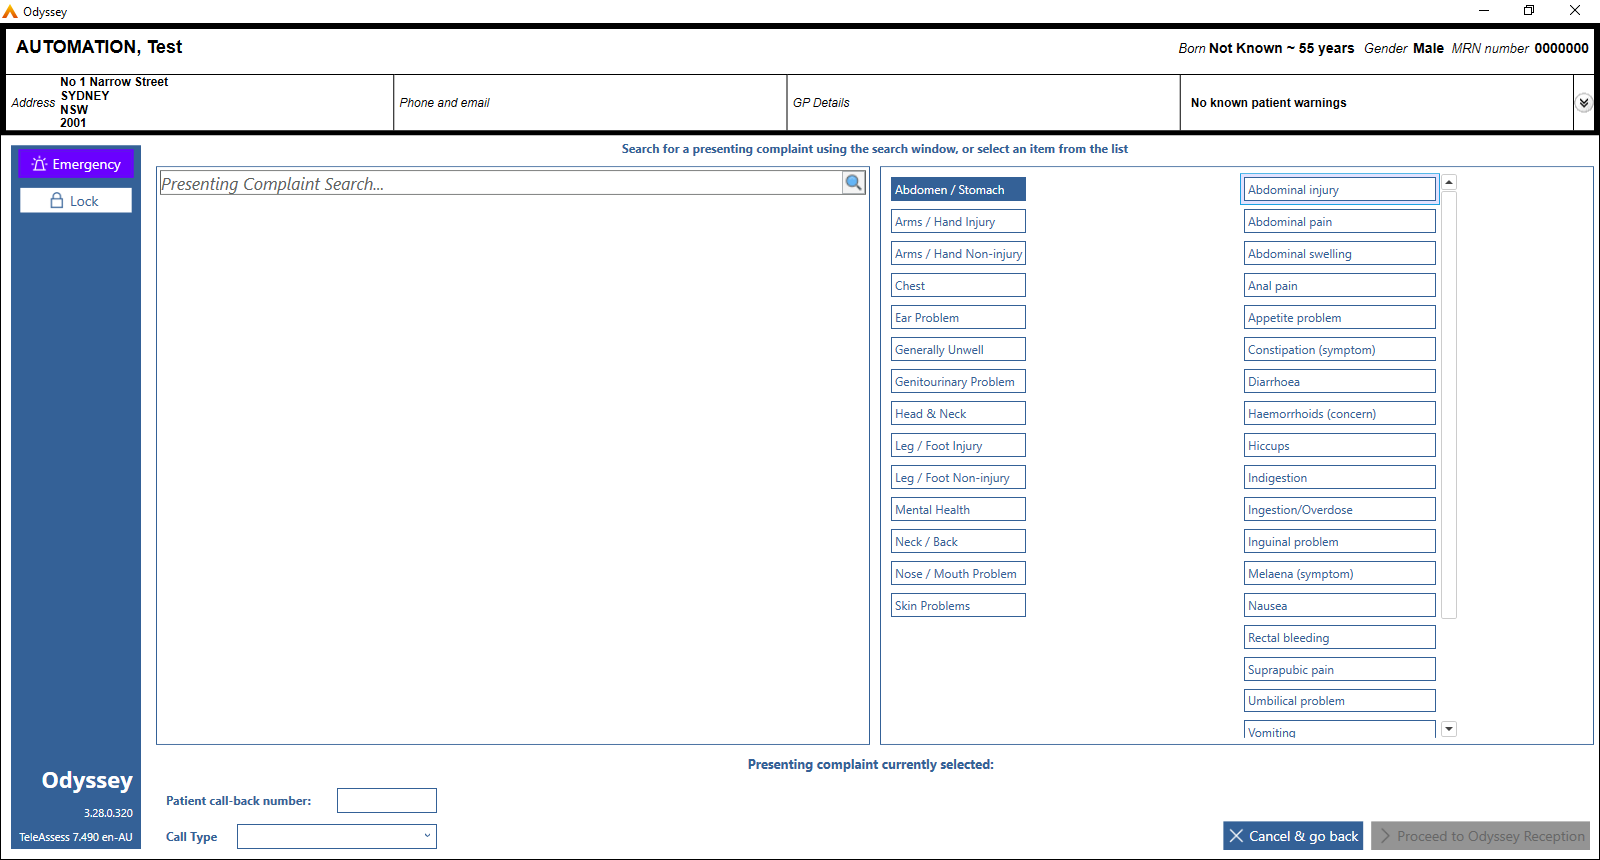 Odyssey
AUTOMATION, Test
Born Not Known ~ 55 years Gender Male MRN number 0000000
Address
No 1 Narrow Street
SYDNEY
NSW
2001
Phone and email
GP Details
No known patient warnings
Emergency
Lock
Search for a presenting complaint using the search window, or select an item from the list
Presenting Complaint Search...
Abdomen / Stomach
Arms / Hand Injury
Arms / Hand Non-injury
Chest
Ear Problem
Generally Unwell
Genitourinary Problem
Head & Neck
Leg / Foot Injury
Leg / Foot Non-injury
Mental Health
Neck / Back
Nose / Mouth Problem
Skin Problems
Abdominal injury
Abdominal pain
Abdominal swelling
Anal pain
Appetite problem
Constipation (symptom)
Diarrhoea
Haemorrhoids (concern)
Hiccups
Indigestion
Ingestion/Overdose
Inguinal problem
Melaena (symptom)
Nausea
Rectal bleeding
Suprapubic pain
Umbilical problem
Vomiting
Presenting complaint currently selected:
Odyssey
3.28.0.320
TeleAssess 7.490 en-AU
Patient call-back number:
Call Type
Cancel & go back
Proceed to Odyssey Reception